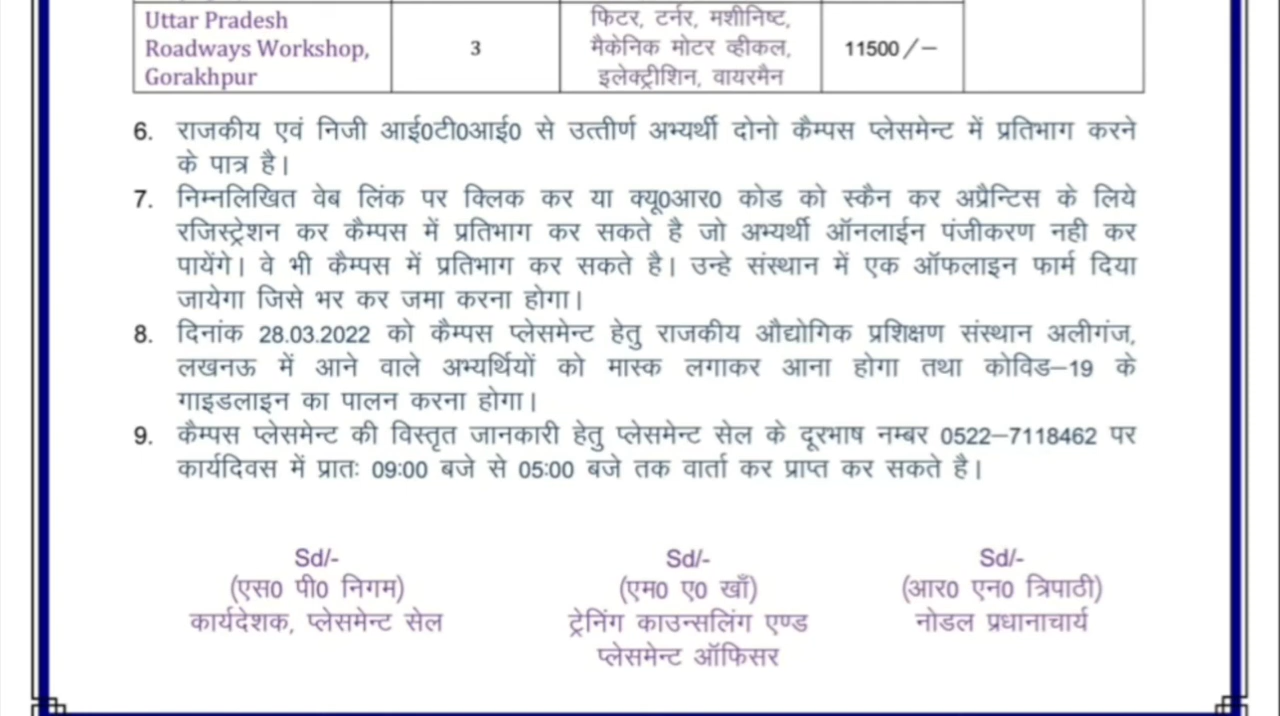 Uttar Pradesh
Roadways Workshop,
Gorakhpur
3
फिटर, टर्नर, मशीनिष्ट,
मैकेनिक मोटर व्हीकल,
इलेक्ट्रीशिन, वायरमैन
11500/–
6. राजकीय एवं निजी आई0टी0आई0 से उत्तीर्ण अभ्यर्थी दोनो कैम्पस प्लेसमेन्ट में प्रतिभाग करने
के पात्र है।
7. निम्नलिखित वेब लिंक पर क्लिक कर या क्यू0आर0 कोड को स्कैन कर अप्रैन्टिस के लिये
रजिस्ट्रेशन कर कैम्पस में प्रतिभाग कर सकते है जो अभ्यर्थी ऑनलाईन पंजीकरण नही कर
पायेंगे। वे भी कैम्पस में प्रतिभाग कर सकते है। उन्हे संस्थान में एक ऑफलाइन फार्म दिया
जायेगा जिसे भर कर जमा करना होगा।
8. दिनांक 28.03.2022 को कैम्पस प्लेसमेन्ट हेतु राजकीय औद्योगिक प्रशिक्षण संस्थान अलीगंज,
लखनऊ में आने वाले अभ्यर्थियों को मास्क लगाकर आना होगा तथा कोविड–19 के
गाइडलाइन का पालन करना होगा।
9. कैम्पस प्लेसमेन्ट की विस्तृत जानकारी हेतु प्लेसमेन्ट सेल के दूरभाष नम्बर 0522–7118462 पर
कार्यदिवस में प्रातः 09:00 बजे से 05:00 बजे तक वार्ता कर प्राप्त कर सकते है।
Sd/-
(एस0 पी0 निगम)
कार्यदेशक, प्लेसमेन्ट सेल
Sd/-
(एम0 ए0 खाँ)
ट्रेनिंग काउन्सलिंग एण्ड
प्लेसमेन्ट ऑफिसर
Sd/-
(आर0 एन0 त्रिपाठी)
नोडल प्रधानाचार्य